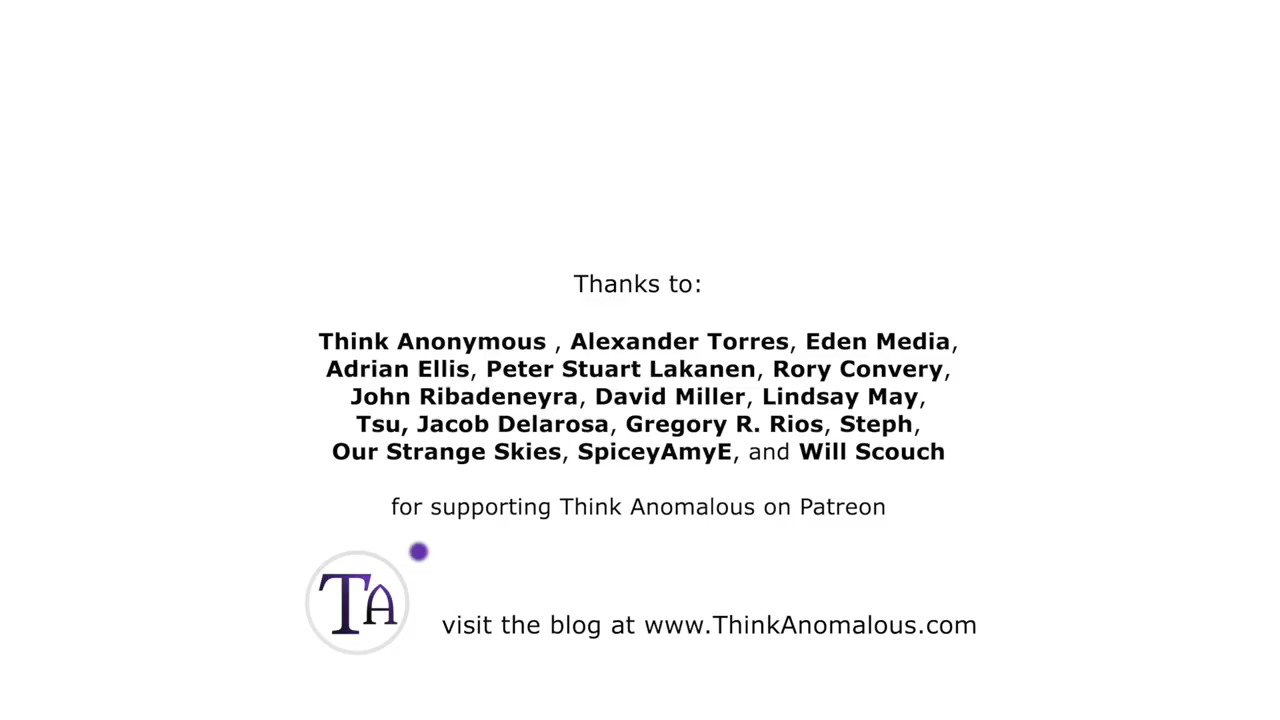 Thanks to:
Think Anonymous , Alexander Torres, Eden Media,
Adrian Ellis, Peter Stuart Lakanen, Rory Convery,
John Ribadeneyra, David Miller, Lindsay May,
Tsu, Jacob Delarosa, Gregory R. Rios, Steph,
Our Strange Skies, SpiceyAmyE, and Will Scouch
for supporting Think Anomalous on Patreon
TA
visit the blog at www.ThinkAnomalous.com